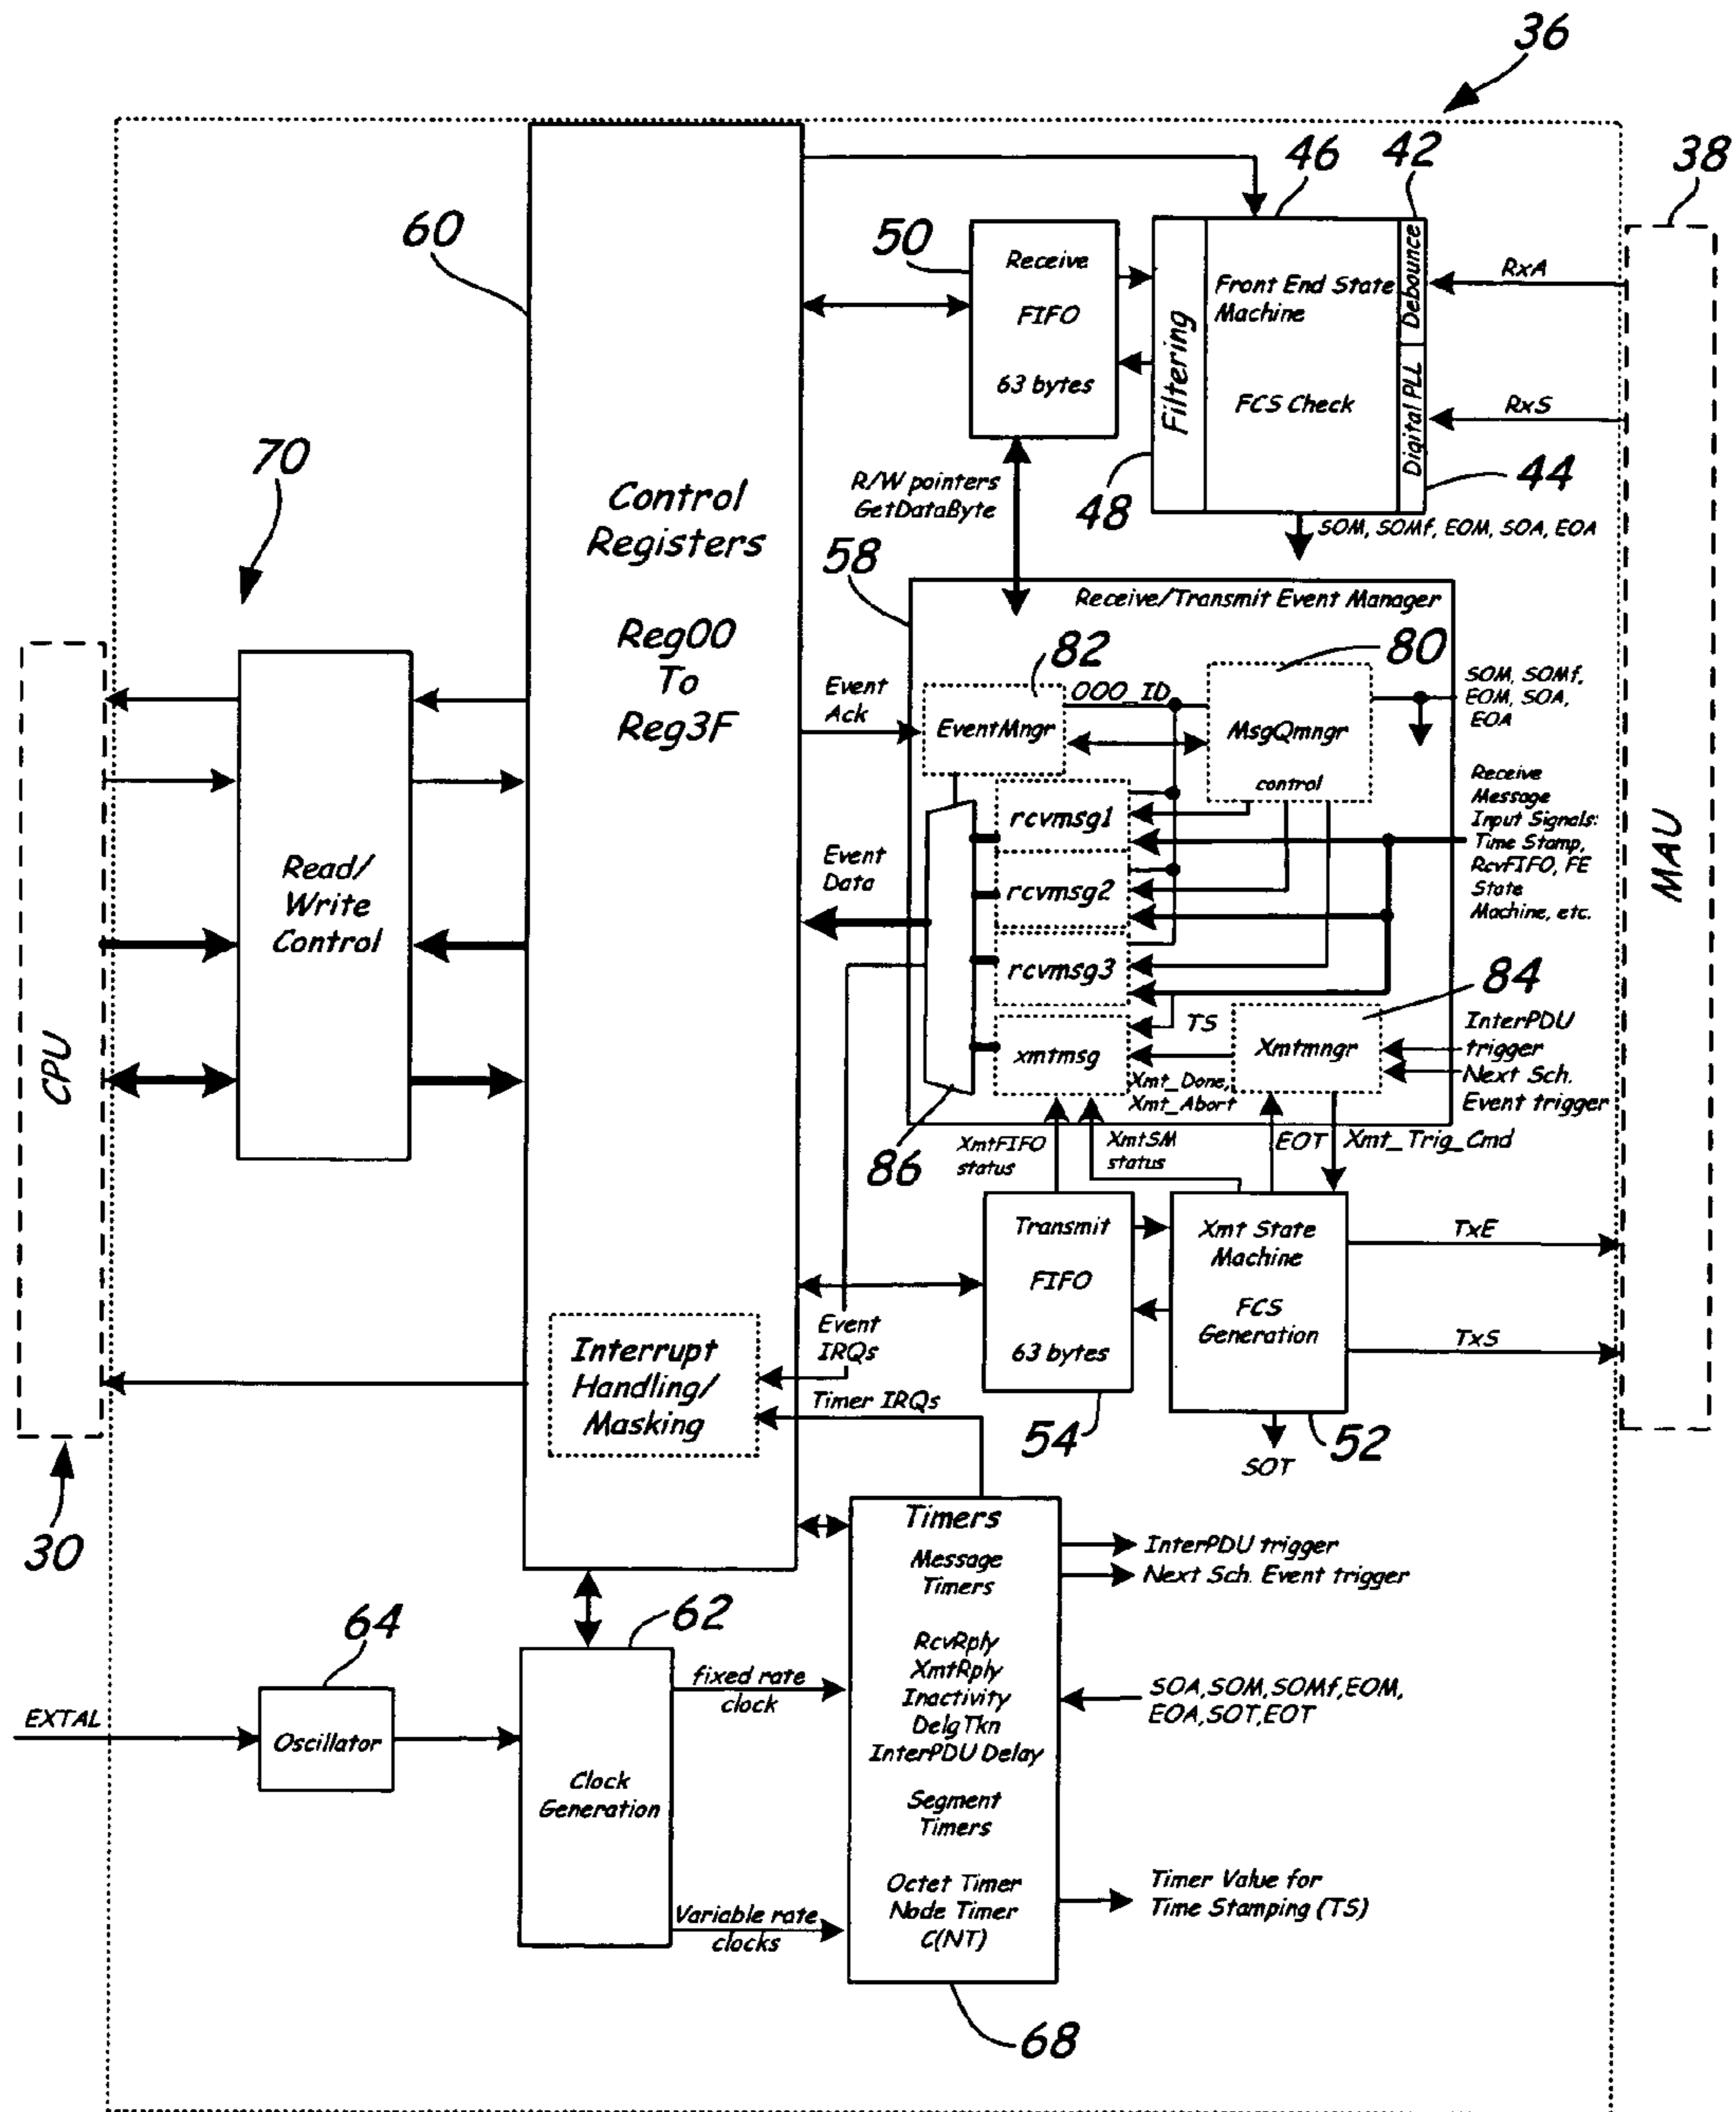 36
46
42
38
60
50
Receive
FIFO
63 bytes
Filtering
Front End State
Machine
FCS Check
Debounce
Digital PLL
RxA
RxS
70
Control
Registers
Reg00
To
Reg3F
R/W pointers
GetDataByte
48
44
SOM, SOMf, EOM, SOA, EOA
58
Receive/Transmit Event Manager
82
80
OOO_ID
Event
Ack
EventMngr
MsgQmngr
control
SOM, SOMf,
EOM, SOA,
EOA
Read/
Write
Control
Event
Data
rcvmsg1
rcvmsg2
rcvmsg3
xmtmsg
Receive
Message
Input Signals:
Time Stamp,
RcvFIFO, FE
State
Machine, etc.
MAU
CPU
84
TS
Xmtmngr
InterPDU
trigger
Next Sch.
Event trigger
Xmt_Done,
Xmt_Abort
86
XmtFIFO
status
XmtSM
status
EOT
Xmt_Trig_Cmd
Transmit
FIFO
63 bytes
Xmt State
Machine
FCS
Generation
TxE
TxS
Event
IRQs
Interrupt
Handling/
Masking
Timer IRQs
54
52
SOT
30
Timers
Message
Timers
RcvRply
XmtRply
Inactivity
DelgTkn
InterPDU Delay
Segment
Timers
Octet Timer
Node Timer
C(NT)
InterPDU trigger
Next Sch. Event trigger
64
62
fixed rate
clock
SOA,SOM,SOMf,EOM,
EOA,SOT,EOT
EXTAL
Oscillator
Clock
Generation
Variable rate
clocks
Timer Value for
Time Stamping (TS)
68